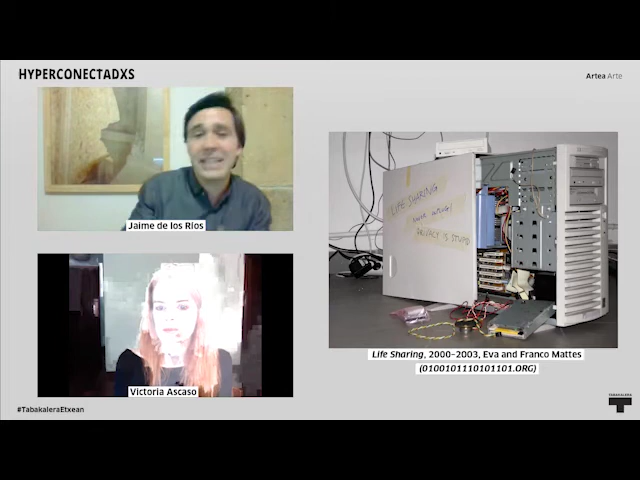 HYPERCONECTADXS
Artea Arte
Jaime de los Ríos
LIFE SHARING
PRIVACY IS STUPID
Life Sharing, 2000-2003, Eva and Franco Mattes
(0100101110101101.ORG)
Victoria Ascaso
#TabakaleraEtxean
TABAKALERA